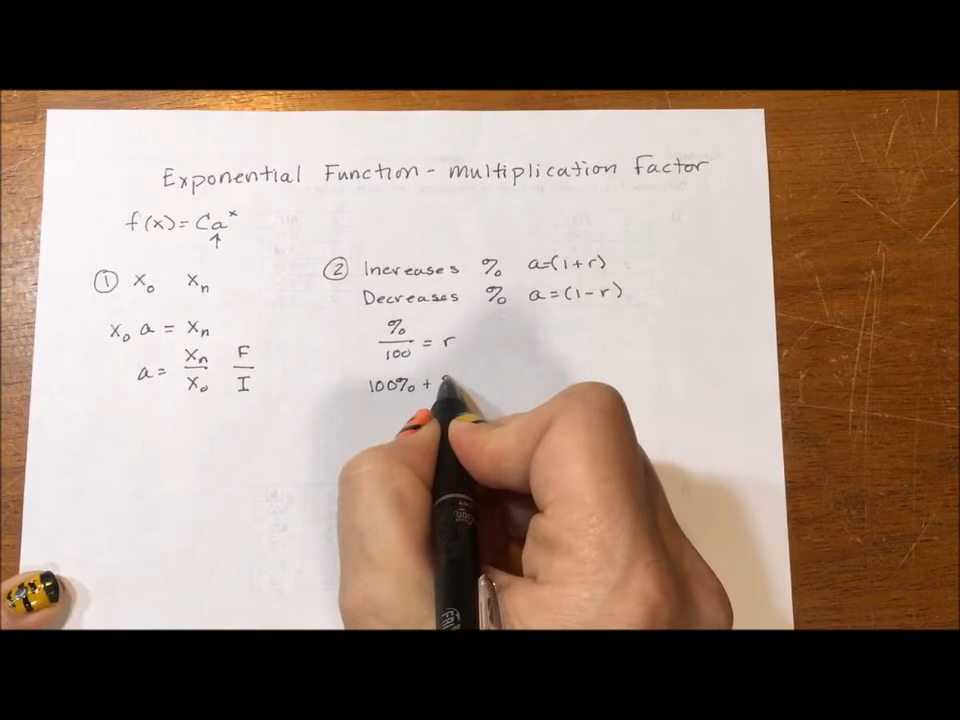 Exponential Function - multiplication Factor
f(x) = Ca^x
↑
① x₀ xₙ
x₀ a = xₙ
a = xₙ/x₀ F/I
② Increases % a=(1+r)
Decreases % a=(1-r)
%/100 = r
100% +